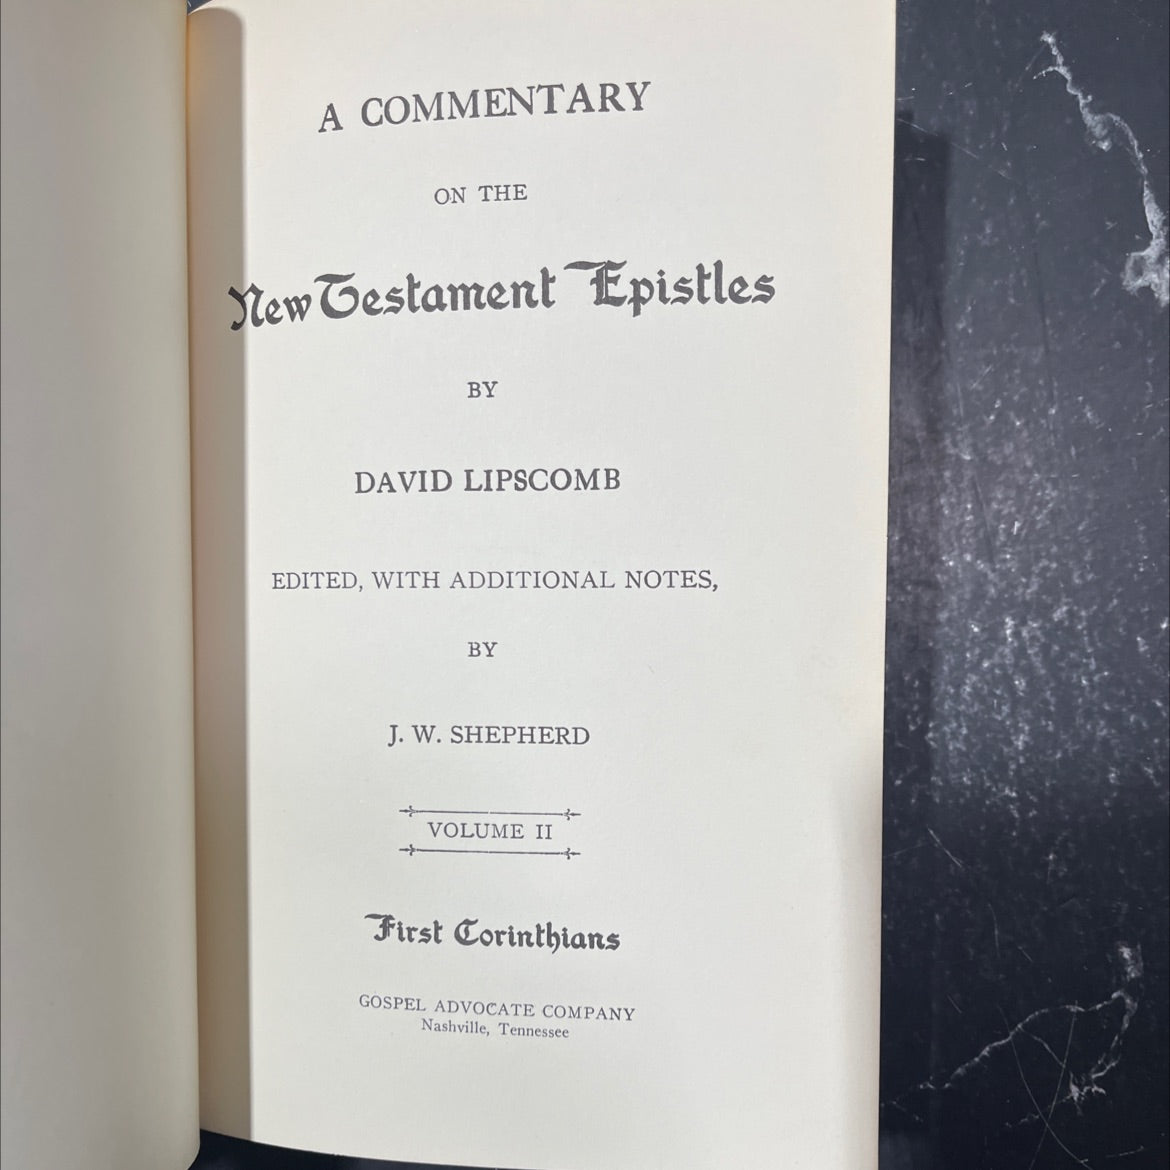 A COMMENTARY
ON THE
New Testament Epistles
BY
DAVID LIPSCOMB
EDITED, WITH ADDITIONAL NOTES,
BY
J. W. SHEPHERD
VOLUME II
First Corinthians
GOSPEL ADVOCATE COMPANY
Nashville, Tennessee